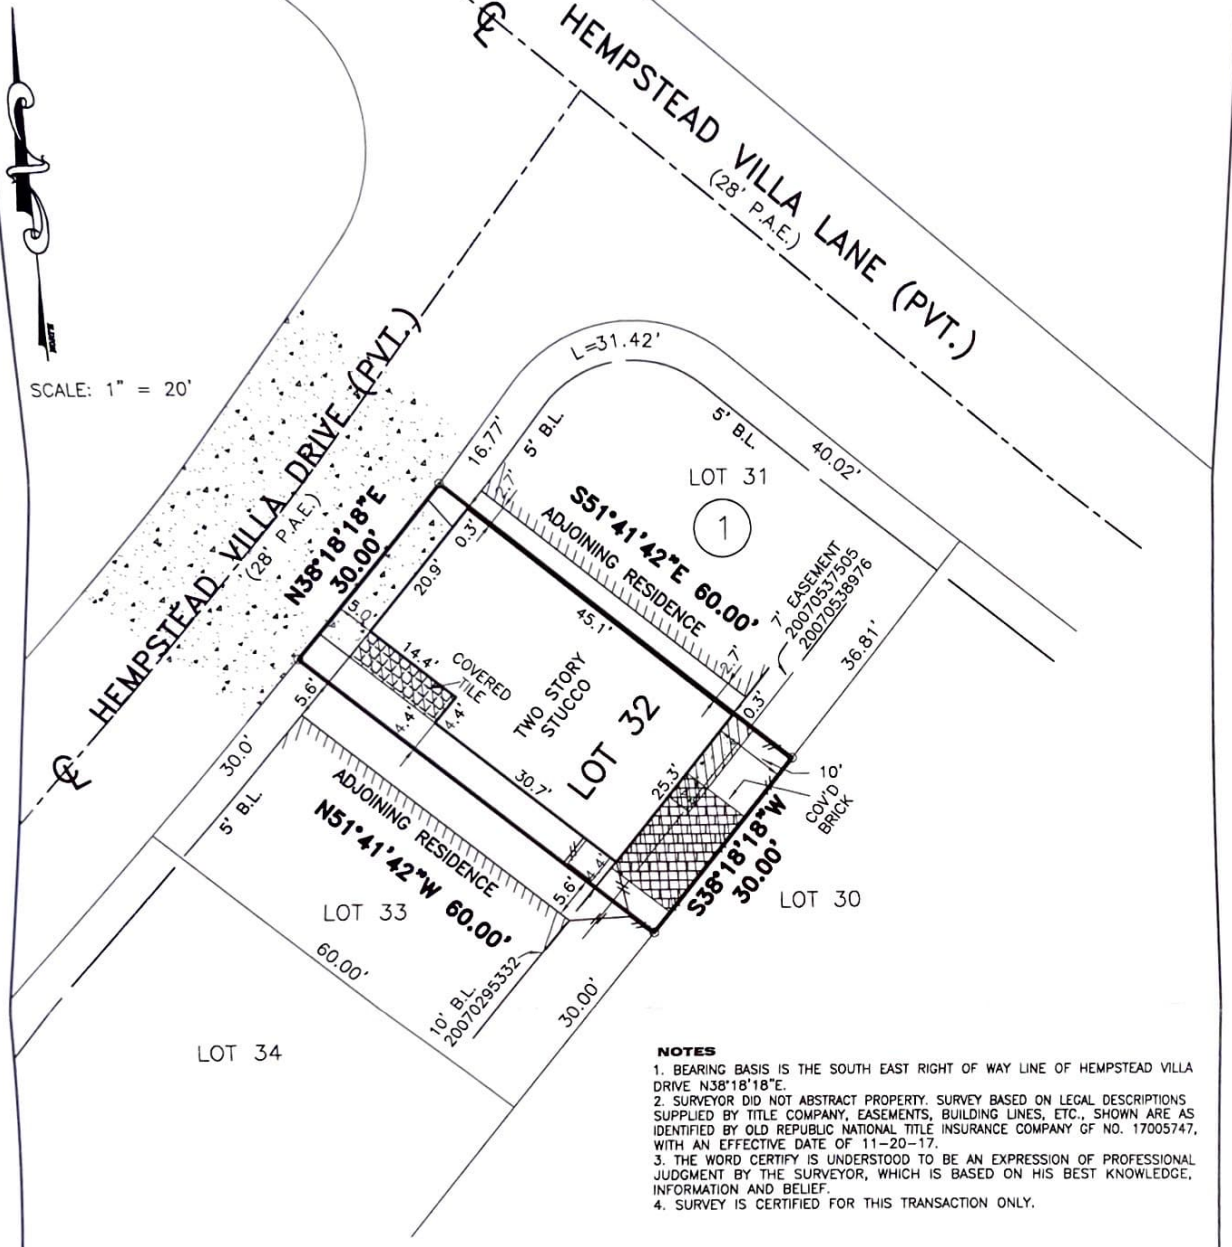 HEMPSTEAD VILLA LANE (PVT.)
(28' P.A.E.)
SCALE: 1" = 20'
HEMPSTEAD VILLA DRIVE (PVT.)
(28' P.A.E.)
L=31.42'
16.77'
5' B.L.
5' B.L.
40.02'
LOT 31
1
2.7'
S51°41'42"E 60.00'
ADJOINING RESIDENCE
7' EASEMENT
20070537505
20070538976
36.81'
N38°18'18"E
30.00'
0.3'
20.9'
45.1'
5.0'
14.4'
COVERED
TILE
TWO STORY
STUCCO
LOT 32
2.7'
0.3'
4.4'
4.4'
5.6'
30.0'
30.7'
25.3'
10'
COV'D
BRICK
5' B.L.
ADJOINING RESIDENCE
N51°41'42"W 60.00'
5.6'
4.4'
S38°18'18"W
30.00'
LOT 30
LOT 33
60.00'
10' B.L.
20070295332
30.00'
LOT 34
NOTES
1. BEARING BASIS IS THE SOUTH EAST RIGHT OF WAY LINE OF HEMPSTEAD VILLA
DRIVE N38°18'18"E.
2. SURVEYOR DID NOT ABSTRACT PROPERTY. SURVEY BASED ON LEGAL DESCRIPTIONS
SUPPLIED BY TITLE COMPANY, EASEMENTS, BUILDING LINES, ETC., SHOWN ARE AS
IDENTIFIED BY OLD REPUBLIC NATIONAL TITLE INSURANCE COMPANY GF NO. 17005747,
WITH AN EFFECTIVE DATE OF 11-20-17.
3. THE WORD CERTIFY IS UNDERSTOOD TO BE AN EXPRESSION OF PROFESSIONAL
JUDGMENT BY THE SURVEYOR, WHICH IS BASED ON HIS BEST KNOWLEDGE,
INFORMATION AND BELIEF.
4. SURVEY IS CERTIFIED FOR THIS TRANSACTION ONLY.